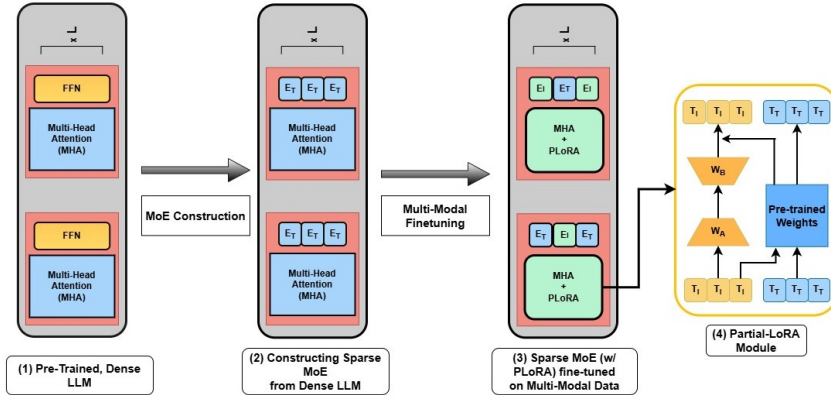 x L
FFN
Multi-Head
Attention
(MHA)
FFN
Multi-Head
Attention
(MHA)
(1) Pre-Trained, Dense
LLM
MoE Construction
x L
E_T E_T E_T
Multi-Head
Attention
(MHA)
E_T E_T E_T
Multi-Head
Attention
(MHA)
(2) Constructing Sparse
MoE
from Dense LLM
Multi-Modal
Finetuning
x L
E_I E_T E_I
MHA
+
PLoRA
E_T E_I E_T
MHA
+
PLoRA
(3) Sparse MoE (w/
PLoRA) fine-tuned
on Multi-Modal Data
T_I T_I T_I T_T T_T T_T
W_B
Pre-trained
Weights
W_A
T_I T_I T_I T_T T_T T_T
(4) Partial-LoRA
Module